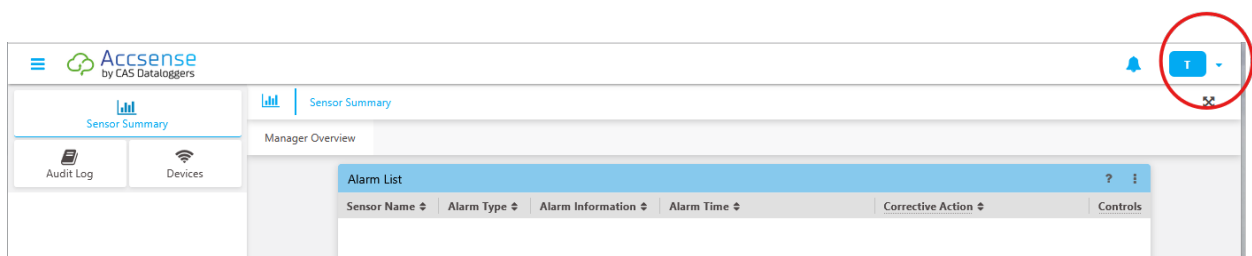 Accsense
by CAS Dataloggers
T
Sensor Summary
Audit Log
Devices
Sensor Summary
Manager Overview
Alarm List ?
Sensor Name Alarm Type Alarm Information Alarm Time Corrective Action Controls